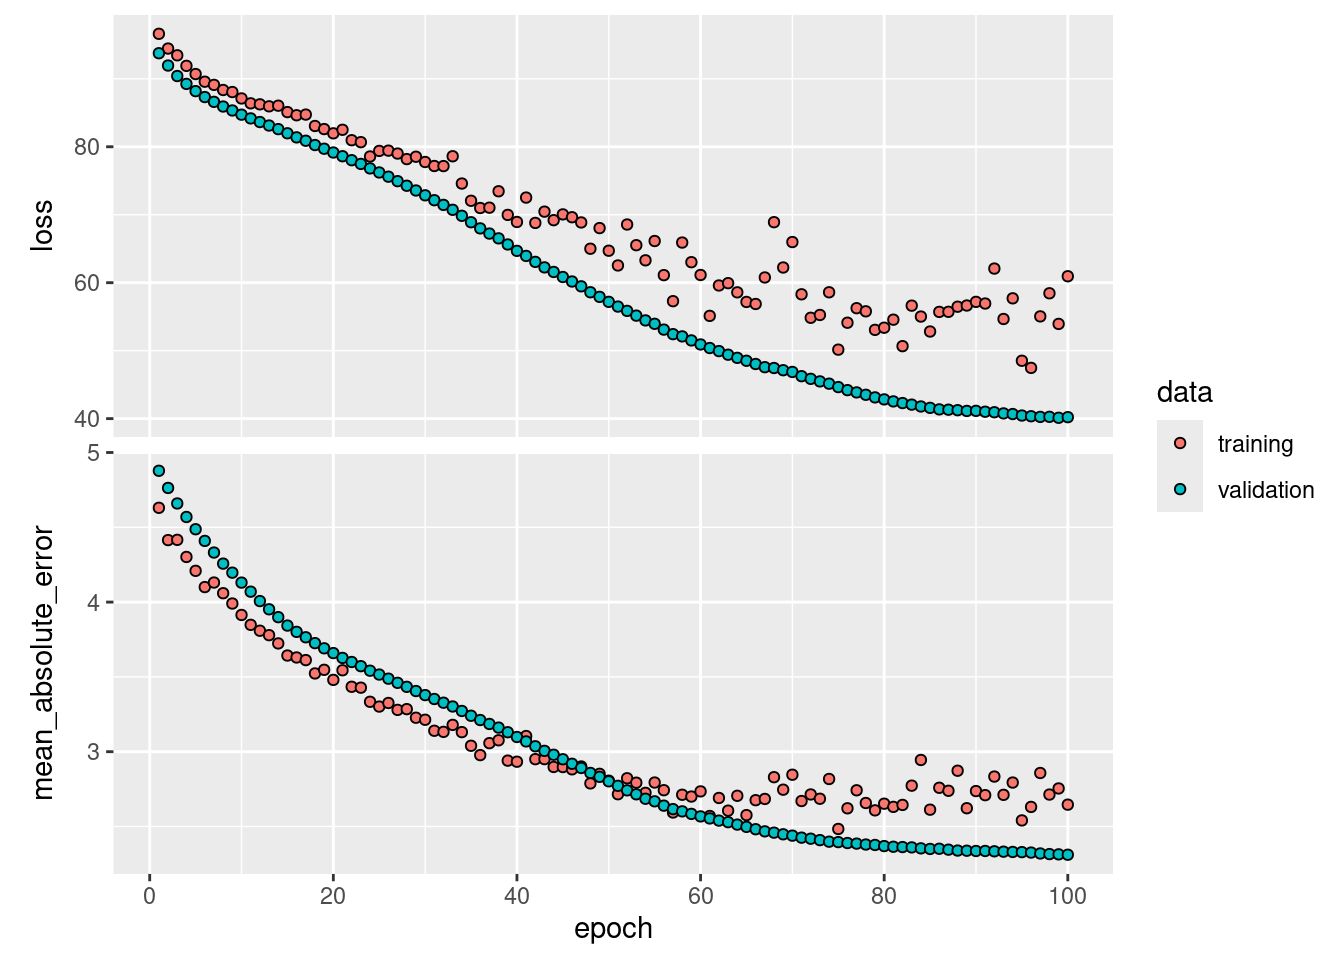 80
60
40
loss
5
4
3
mean_absolute_error
0 20 40 60 80 100
epoch
data
training
validation